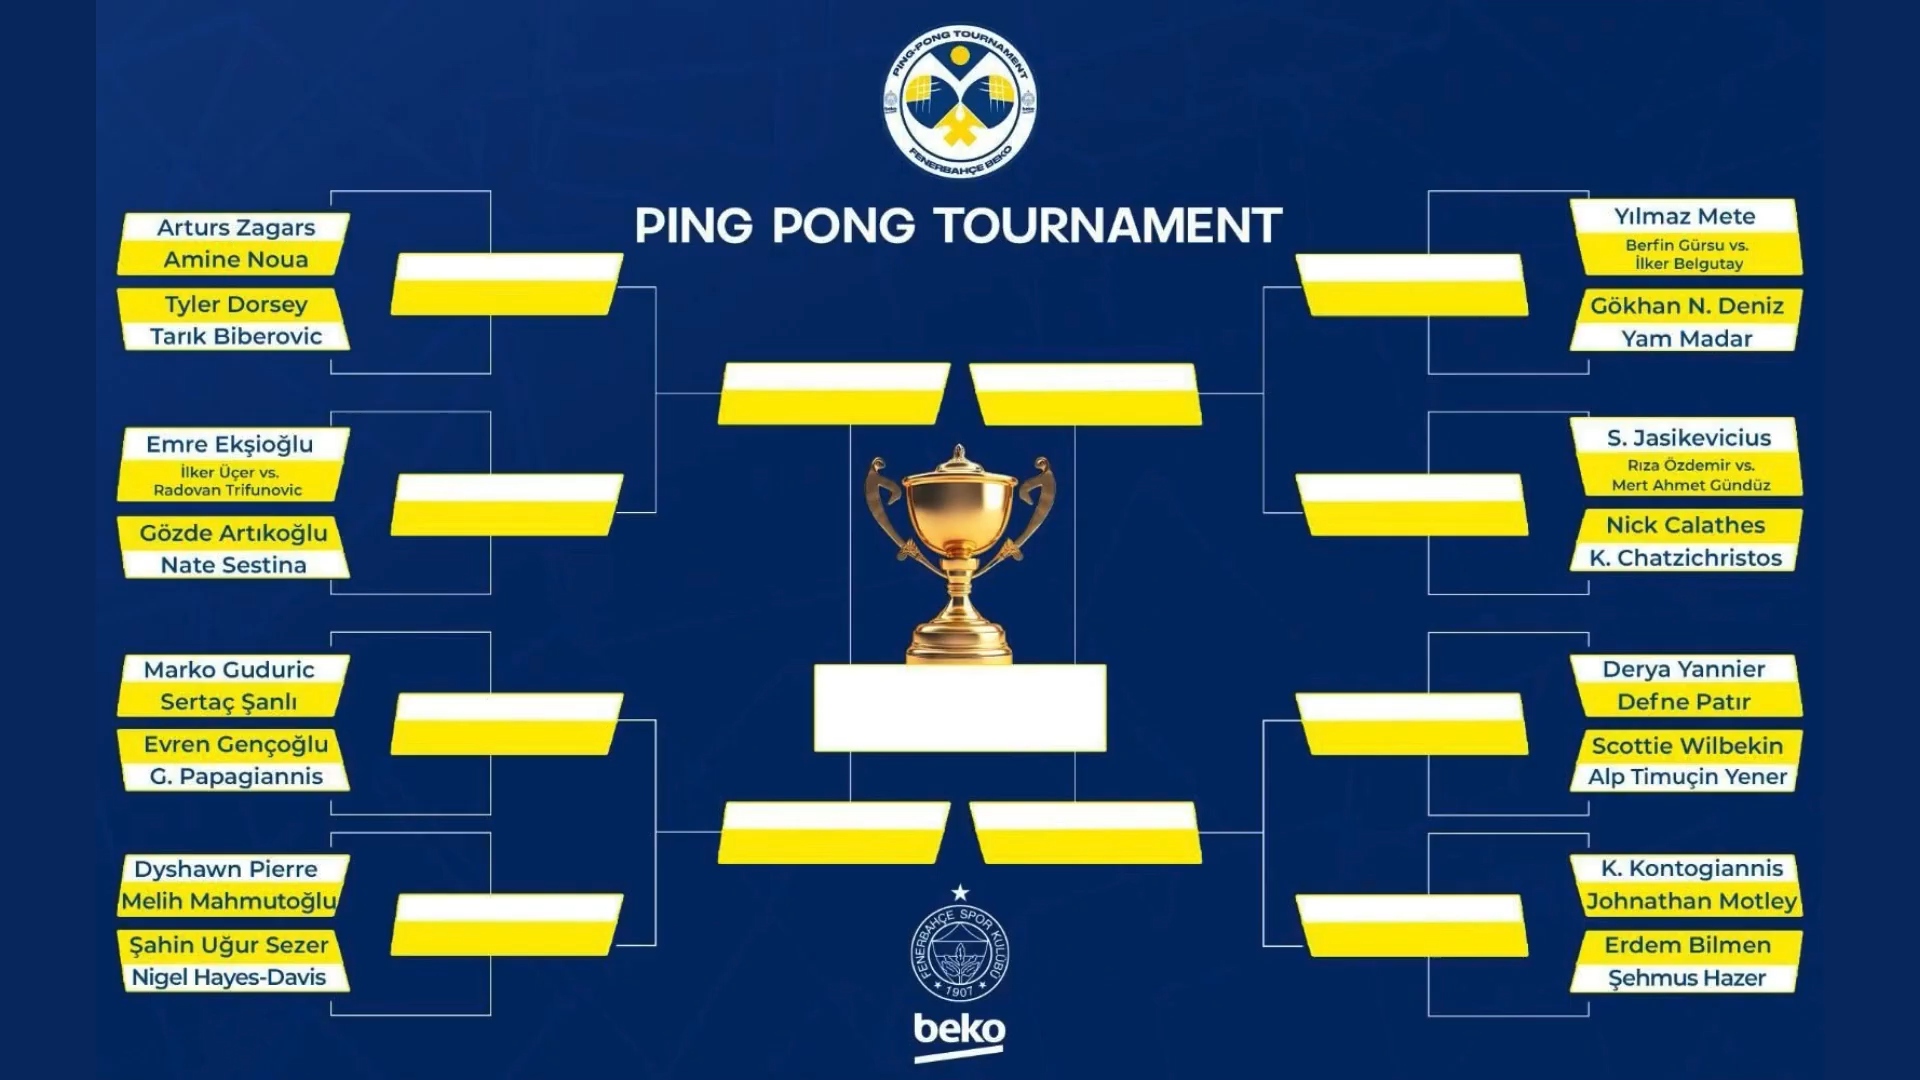 PING-PONG TOURNAMENT
beko
beko
FENERBAHÇE BEKO
PING PONG TOURNAMENT
Arturs Zagars
Amine Noua
Tyler Dorsey
Tarık Biberovic
Emre Ekşioğlu
İlker Üçer vs.
Radovan Trifunovic
Gözde Artıkoğlu
Nate Sestina
Marko Guduric
Sertaç Şanlı
Evren Gençoğlu
G. Papagiannis
Dyshawn Pierre
Melih Mahmutoğlu
Şahin Uğur Sezer
Nigel Hayes-Davis
Yılmaz Mete
Berfin Gürsu vs.
İlker Belgutay
Gökhan N. Deniz
Yam Madar
S. Jasikevicius
Rıza Özdemir vs.
Mert Ahmet Gündüz
Nick Calathes
K. Chatzichristos
Derya Yannier
Defne Patır
Scottie Wilbekin
Alp Timuçin Yener
K. Kontogiannis
Johnathan Motley
Erdem Bilmen
Şehmus Hazer
FENERBAHÇE SPOR KULÜBÜ
1907
beko